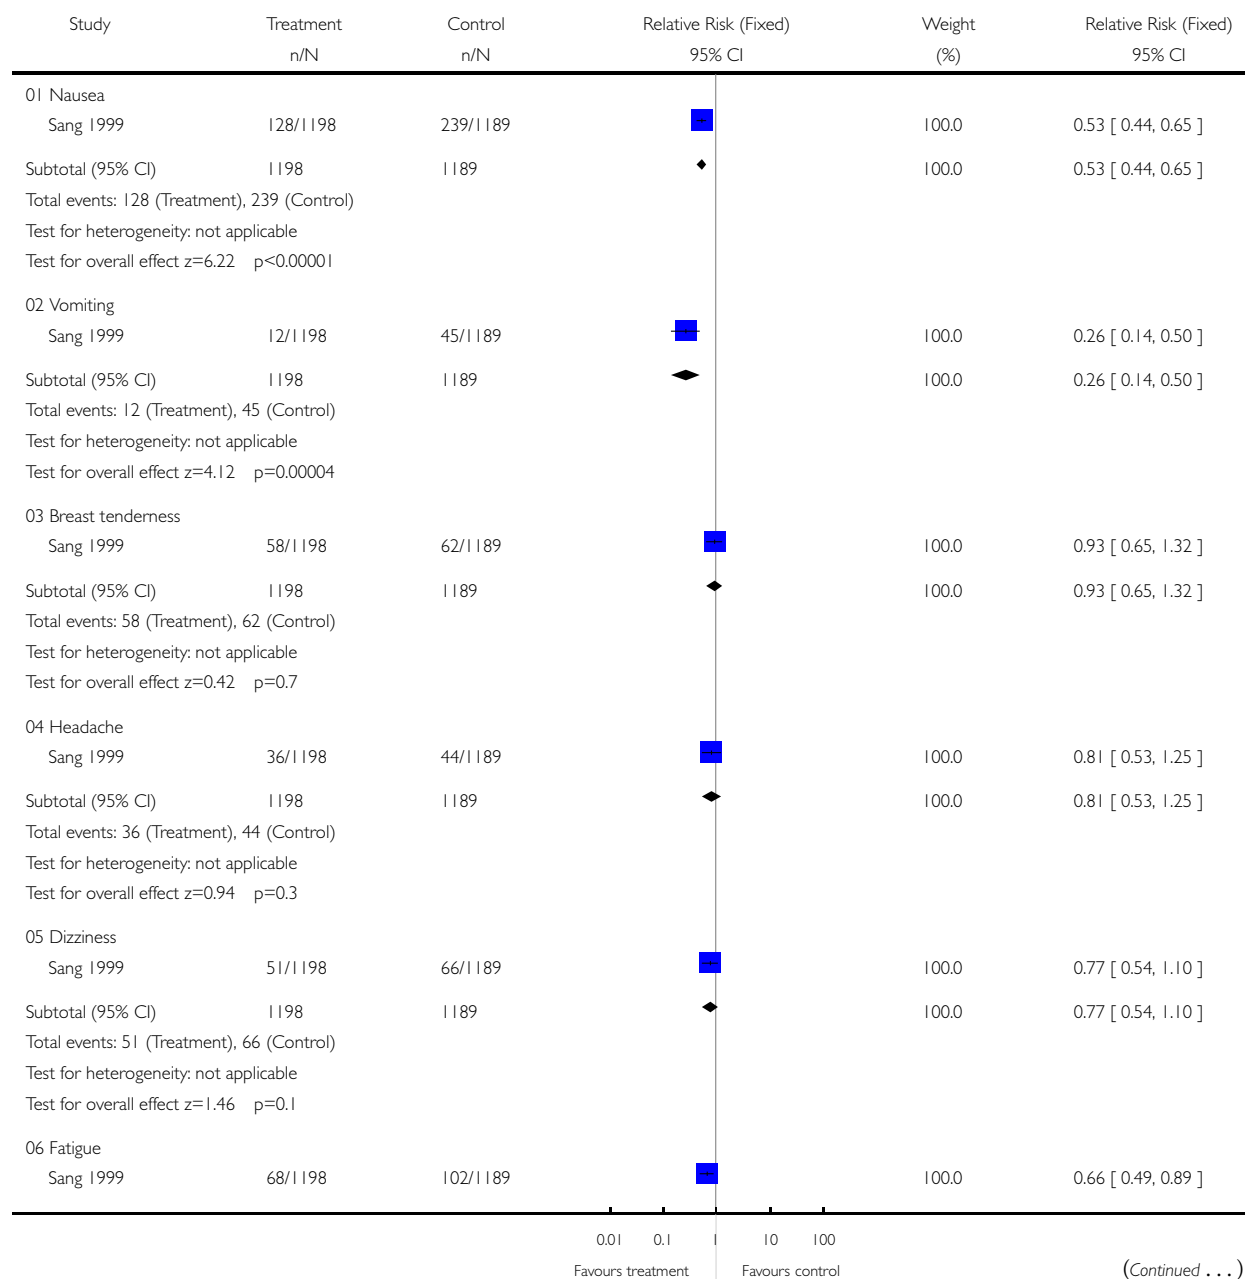 Study Treatment Control Relative Risk (Fixed) Weight Relative Risk (Fixed)
n/N n/N 95% CI (%) 95% CI
01 Nausea
Sang 1999 128/1198 239/1189 100.0 0.53 [ 0.44, 0.65 ]
Subtotal (95% CI) 1198 1189 100.0 0.53 [ 0.44, 0.65 ]
Total events: 128 (Treatment), 239 (Control)
Test for heterogeneity: not applicable
Test for overall effect z=6.22 p<0.00001
02 Vomiting
Sang 1999 12/1198 45/1189 100.0 0.26 [ 0.14, 0.50 ]
Subtotal (95% CI) 1198 1189 100.0 0.26 [ 0.14, 0.50 ]
Total events: 12 (Treatment), 45 (Control)
Test for heterogeneity: not applicable
Test for overall effect z=4.12 p=0.00004
03 Breast tenderness
Sang 1999 58/1198 62/1189 100.0 0.93 [ 0.65, 1.32 ]
Subtotal (95% CI) 1198 1189 100.0 0.93 [ 0.65, 1.32 ]
Total events: 58 (Treatment), 62 (Control)
Test for heterogeneity: not applicable
Test for overall effect z=0.42 p=0.7
04 Headache
Sang 1999 36/1198 44/1189 100.0 0.81 [ 0.53, 1.25 ]
Subtotal (95% CI) 1198 1189 100.0 0.81 [ 0.53, 1.25 ]
Total events: 36 (Treatment), 44 (Control)
Test for heterogeneity: not applicable
Test for overall effect z=0.94 p=0.3
05 Dizziness
Sang 1999 51/1198 66/1189 100.0 0.77 [ 0.54, 1.10 ]
Subtotal (95% CI) 1198 1189 100.0 0.77 [ 0.54, 1.10 ]
Total events: 51 (Treatment), 66 (Control)
Test for heterogeneity: not applicable
Test for overall effect z=1.46 p=0.1
06 Fatigue
Sang 1999 68/1198 102/1189 100.0 0.66 [ 0.49, 0.89 ]
0.01 0.1 1 10 100
Favours treatment Favours control (Continued . . . )